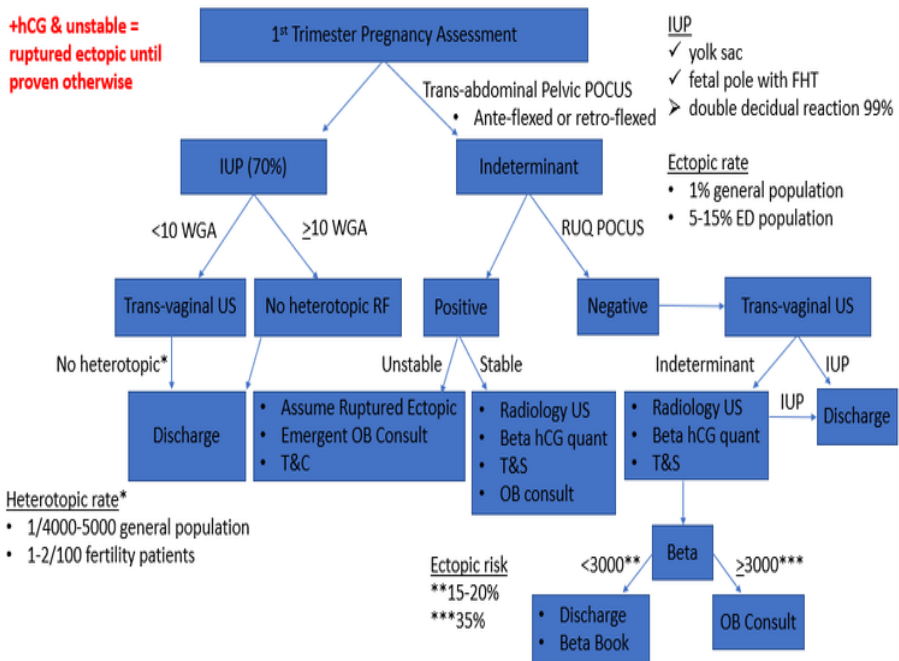 +hCG & unstable =
ruptured ectopic until
proven otherwise
1st Trimester Pregnancy Assessment
IUP
✓ yolk sac
✓ fetal pole with FHT
➢ double decidual reaction 99%
Trans-abdominal Pelvic POCUS
• Ante-flexed or retro-flexed
IUP (70%)
Indeterminant
Ectopic rate
• 1% general population
• 5-15% ED population
<10 WGA
≥10 WGA
RUQ POCUS
Trans-vaginal US
No heterotopic RF
Positive
Negative
Trans-vaginal US
No heterotopic*
Unstable
Stable
Indeterminant
IUP
Discharge
• Assume Ruptured Ectopic
• Emergent OB Consult
• T&C
• Radiology US
• Beta hCG quant
• T&S
• OB consult
• Radiology US
• Beta hCG quant
• T&S
IUP
Discharge
Heterotopic rate*
• 1/4000-5000 general population
• 1-2/100 fertility patients
Ectopic risk
**15-20%
***35%
<3000**
Beta
≥3000***
• Discharge
• Beta Book
OB Consult